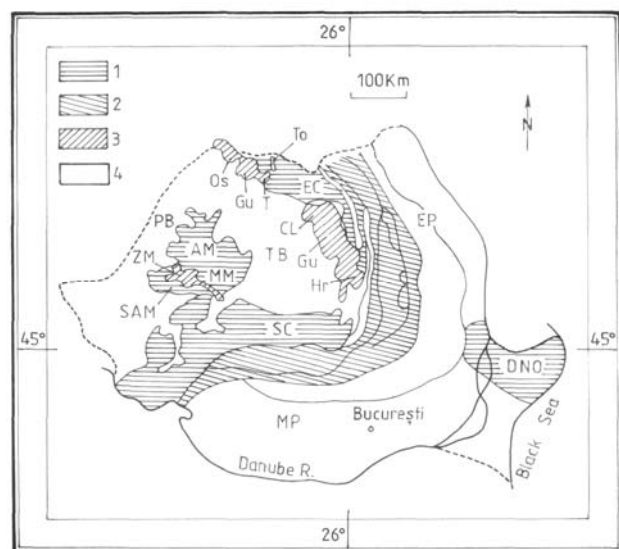 26°
1
2
3
4
100Km
N
To
Os
Gu
T
EC
PB
CL
EP
AM
ZM
TB
Gu
MM
Hr
SAM
45°
SC
45°
DNO
MP
Bucureşti
Black Sea
Danube R.
26°